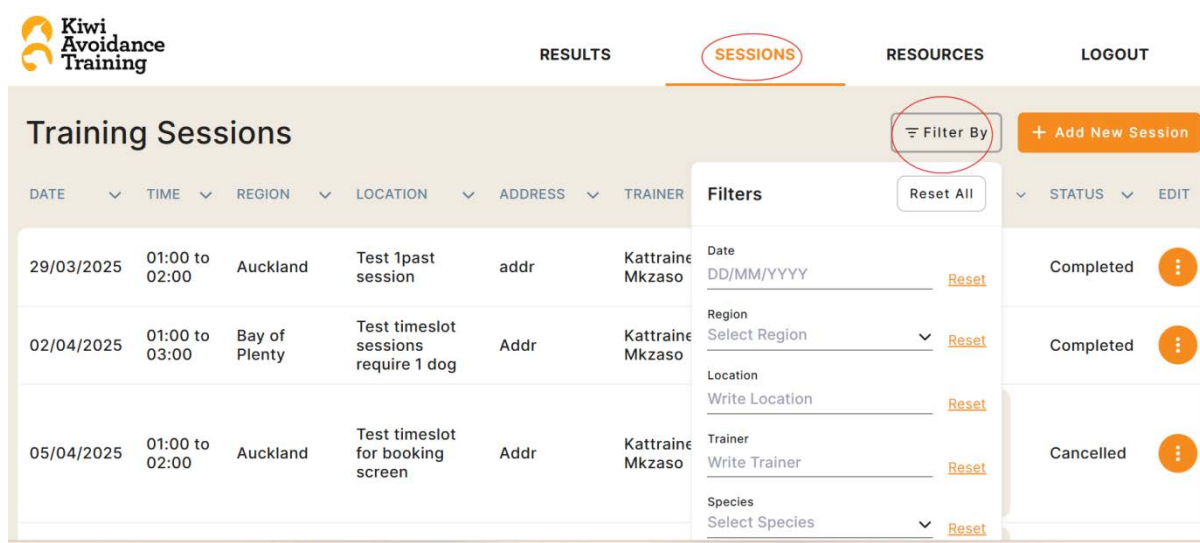 Kiwi
Avoidance
Training
RESULTS SESSIONS RESOURCES LOGOUT
Training Sessions
Filter By
+ Add New Session
DATE TIME REGION LOCATION ADDRESS TRAINER STATUS EDIT
29/03/2025 01:00 to 02:00 Auckland Test 1past session addr Kattraine Mkzaso Completed
02/04/2025 01:00 to 03:00 Bay of Plenty Test timeslot sessions require 1 dog Addr Kattraine Mkzaso Completed
05/04/2025 01:00 to 02:00 Auckland Test timeslot for booking screen Addr Kattraine Mkzaso Cancelled
Filters Reset All
Date
DD/MM/YYYY Reset
Region
Select Region Reset
Location
Write Location Reset
Trainer
Write Trainer Reset
Species
Select Species Reset